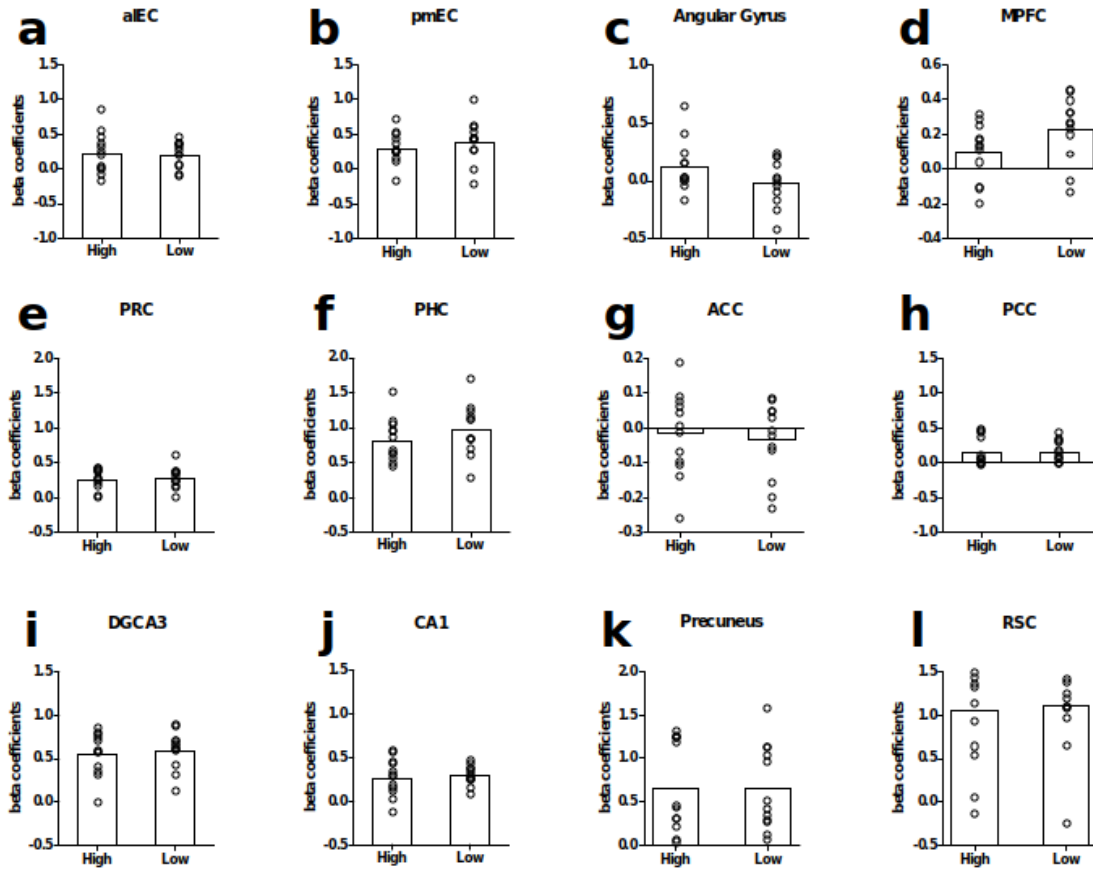 a
alEC
beta coefficients
1.5
1.0
0.5
0.0
-0.5
-1.0
High Low
b
pmEC
beta coefficients
1.5
1.0
0.5
0.0
-0.5
-1.0
High Low
c
Angular Gyrus
beta coefficients
1.0
0.5
0.0
-0.5
High Low
d
MPFC
beta coefficients
0.6
0.4
0.2
0.0
-0.2
-0.4
High Low
e
PRC
beta coefficients
2.0
1.5
1.0
0.5
0.0
-0.5
High Low
f
PHC
beta coefficients
2.0
1.5
1.0
0.5
0.0
-0.5
High Low
g
ACC
beta coefficients
0.2
0.1
0.0
-0.1
-0.2
-0.3
High Low
h
PCC
beta coefficients
1.5
1.0
0.5
0.0
-0.5
-1.0
High Low
i
DGCA3
beta coefficients
1.5
1.0
0.5
0.0
-0.5
High Low
j
CA1
beta coefficients
1.5
1.0
0.5
0.0
-0.5
High Low
k
Precuneus
beta coefficients
2.0
1.5
1.0
0.5
0.0
High Low
l
RSC
beta coefficients
1.5
1.0
0.5
0.0
-0.5
High Low